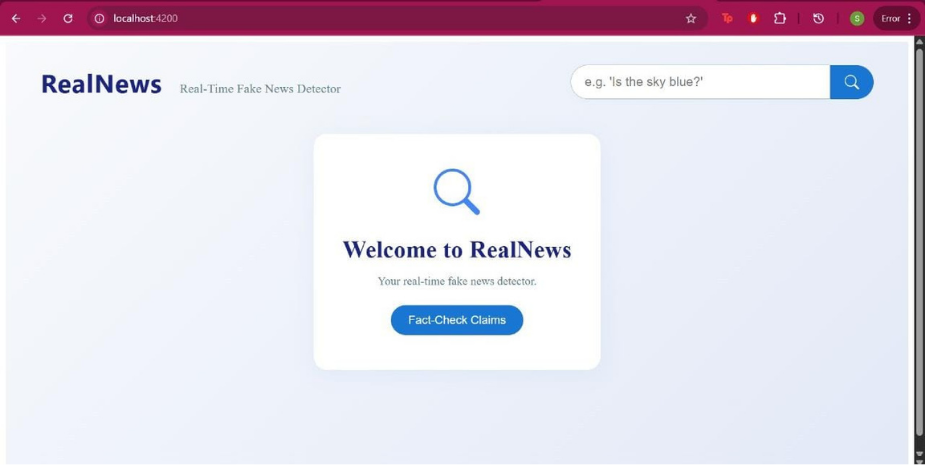 localhost:4200
Tp
S
Error
RealNews
Real-Time Fake News Detector
e.g. 'Is the sky blue?'
Welcome to RealNews
Your real-time fake news detector.
Fact-Check Claims